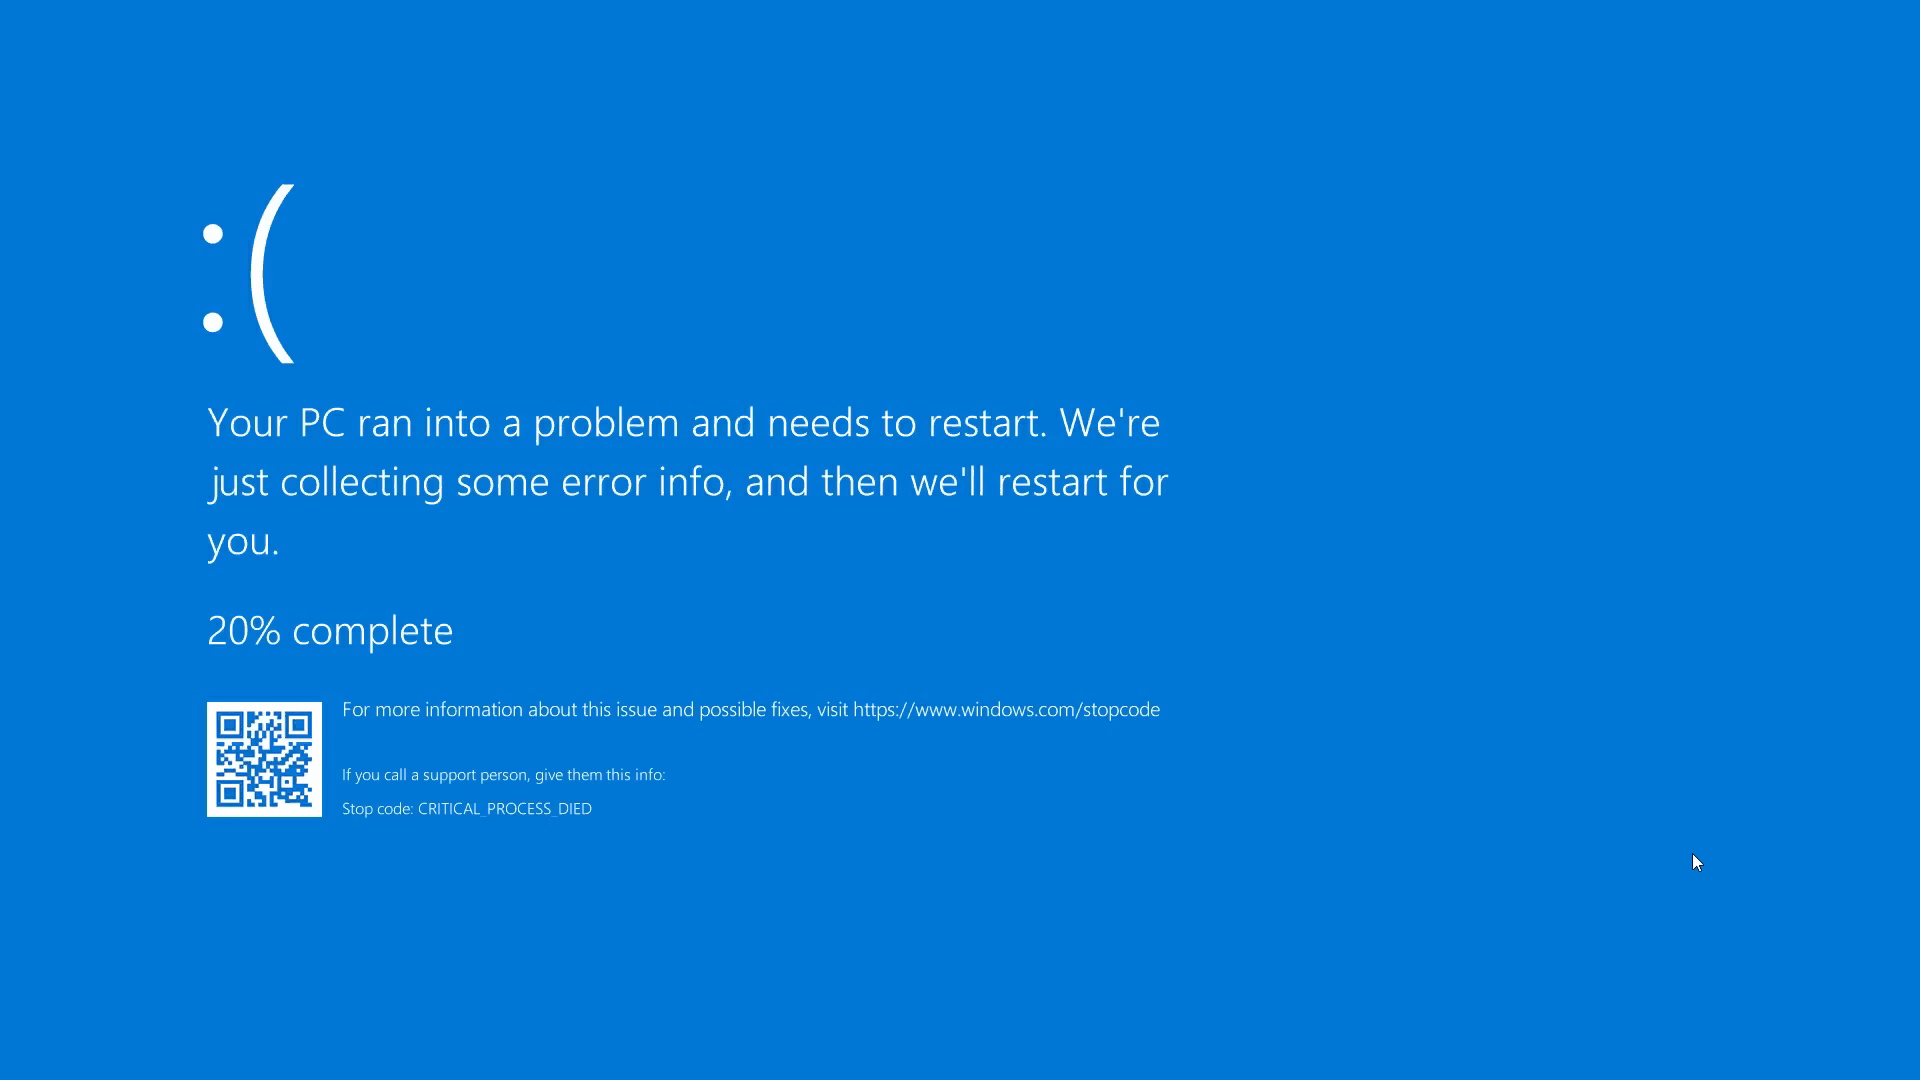 :(
Your PC ran into a problem and needs to restart. We're
just collecting some error info, and then we'll restart for
you.
20% complete
For more information about this issue and possible fixes, visit https://www.windows.com/stopcode
If you call a support person, give them this info:
Stop code: CRITICAL_PROCESS_DIED